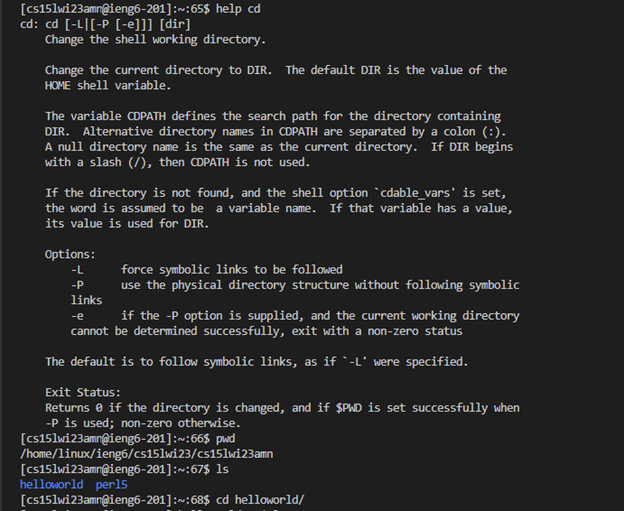 [cs15lwi23amn@ieng6-201]:~:65$ help cd
cd: cd [-L|[-P [-e]]] [dir]
    Change the shell working directory.

    Change the current directory to DIR.  The default DIR is the value of the
    HOME shell variable.

    The variable CDPATH defines the search path for the directory containing
    DIR.  Alternative directory names in CDPATH are separated by a colon (:).
    A null directory name is the same as the current directory.  If DIR begins
    with a slash (/), then CDPATH is not used.

    If the directory is not found, and the shell option `cdable_vars' is set,
    the word is assumed to be  a variable name.  If that variable has a value,
    its value is used for DIR.

    Options:
        -L      force symbolic links to be followed
        -P      use the physical directory structure without following symbolic
        links
        -e      if the -P option is supplied, and the current working directory
        cannot be determined successfully, exit with a non-zero status

    The default is to follow symbolic links, as if `-L' were specified.

    Exit Status:
    Returns 0 if the directory is changed, and if $PWD is set successfully when
    -P is used; non-zero otherwise.
[cs15lwi23amn@ieng6-201]:~:66$ pwd
/home/linux/ieng6/cs15lwi23/cs15lwi23amn
[cs15lwi23amn@ieng6-201]:~:67$ ls
helloworld  perl5
[cs15lwi23amn@ieng6-201]:~:68$ cd helloworld/